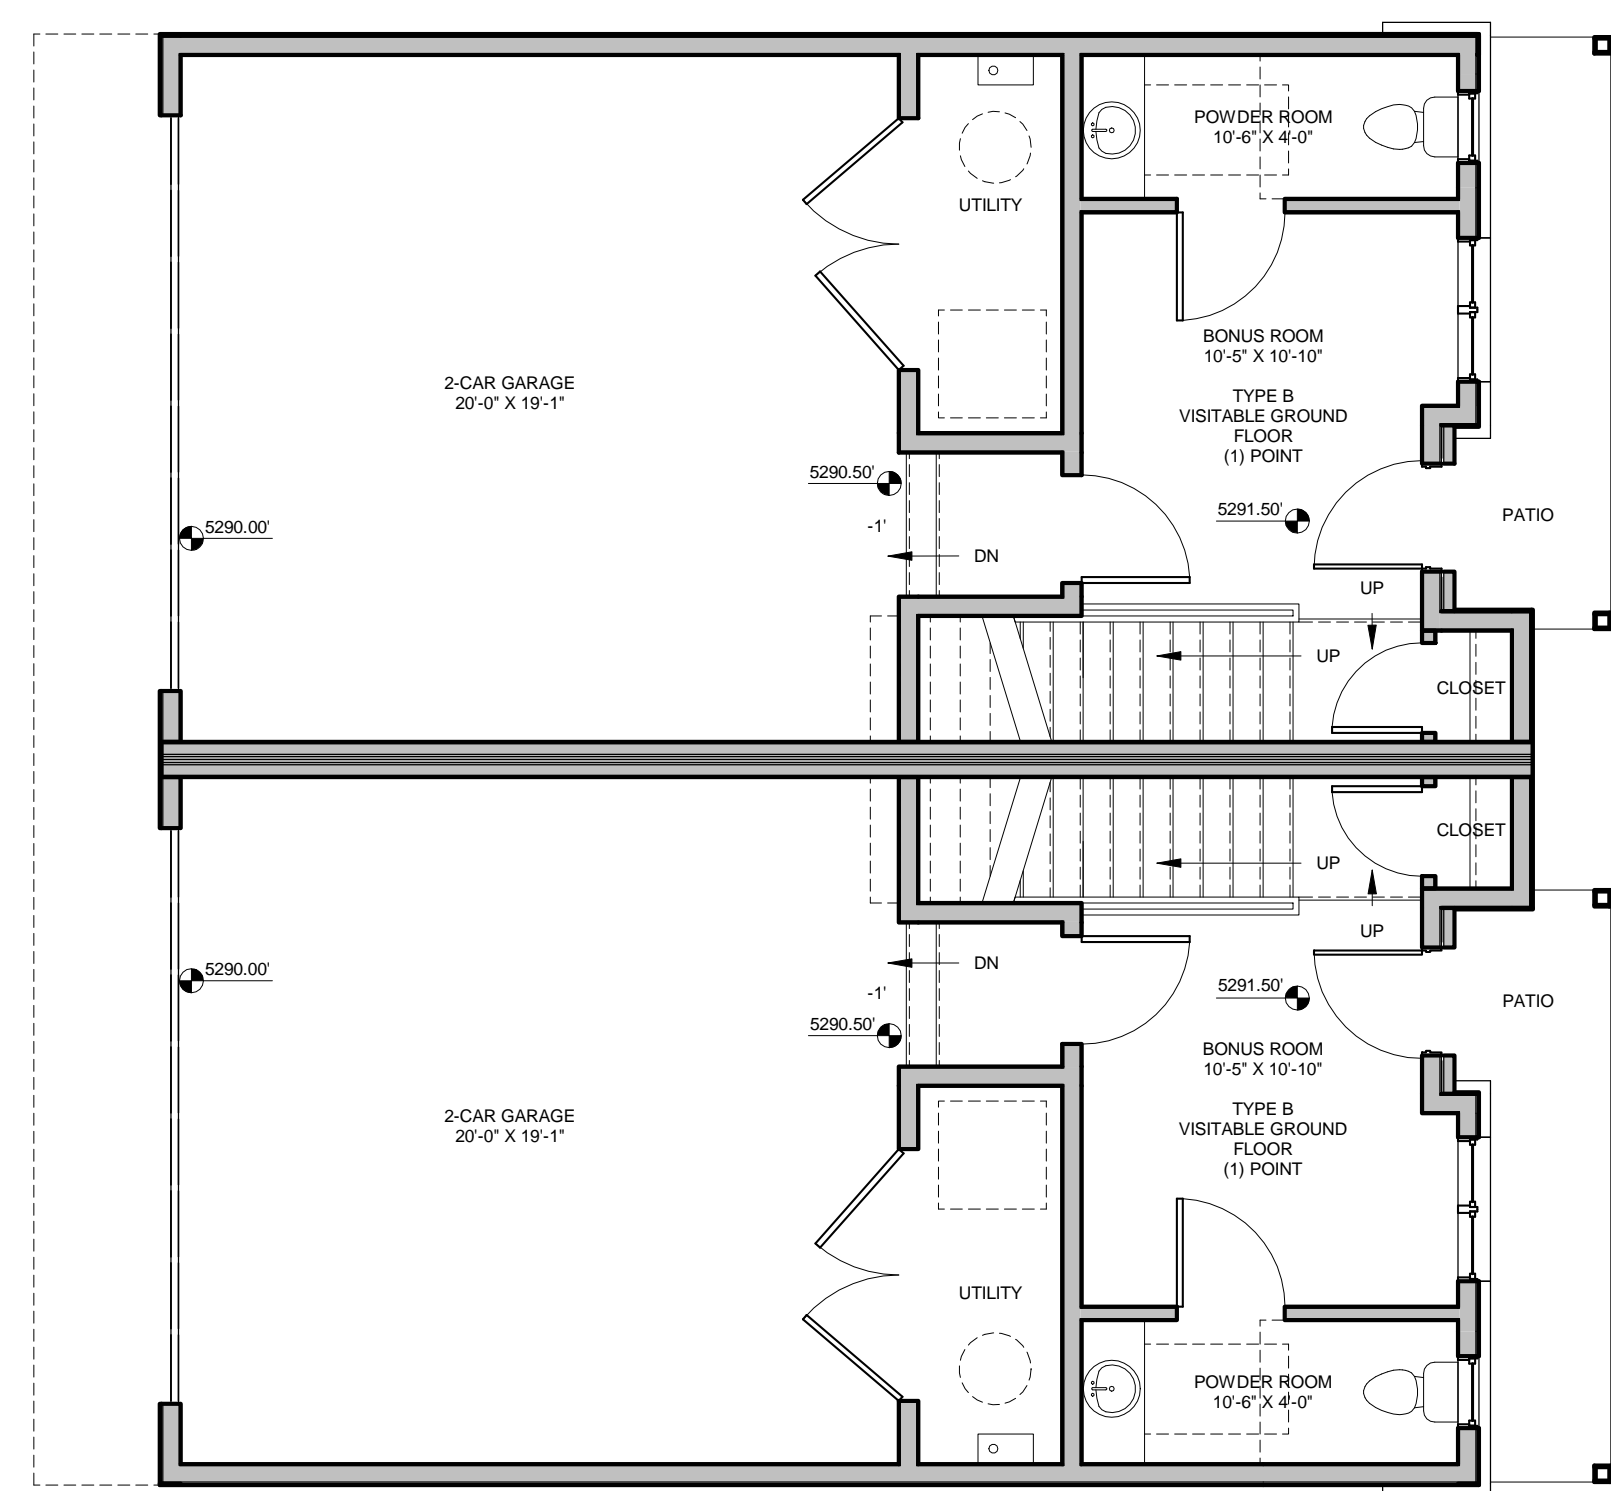 POWDER ROOM
10'-6" X 4'-0"
UTILITY
BONUS ROOM
10'-5" X 10'-10"
2-CAR GARAGE
20'-0" X 19'-1"
TYPE B
VISITABLE GROUND
FLOOR
(1) POINT
5290.50'
5291.50'
PATIO
5290.00'
-1'
DN
UP
UP
CLOSET
CLOSET
UP
UP
DN
5290.00'
5291.50'
-1'
PATIO
5290.50'
BONUS ROOM
10'-5" X 10'-10"
2-CAR GARAGE
20'-0" X 19'-1"
TYPE B
VISITABLE GROUND
FLOOR
(1) POINT
UTILITY
POWDER ROOM
10'-6" X 4'-0"